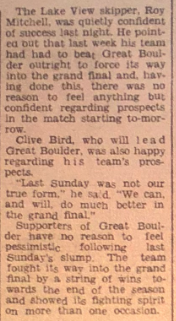 The Lake View skipper, Roy
Mitchell, was quietly confident
of success last night. He point-
ed out that last week his team
had had to beat Great Boul-
der outright to force its way
into the grand final and, hav-
ing done this, there was no
reason to feel anything but
confident regarding prospects
in the match starting to-mor-
row.
Clive Bird, who will lead
Great Boulder, was also happy
regarding his team's pros-
pects.
"Last Sunday was not our
true form," he said. "We can,
and will, do much better in
the grand final."
Supporters of Great Boul-
der have no reason to feel
pessimistic following last
Sunday's slump. The team
fought its way into the grand
final by a string of wins to-
wards the end of the season
and showed its fighting spirit
on more than one occasion.